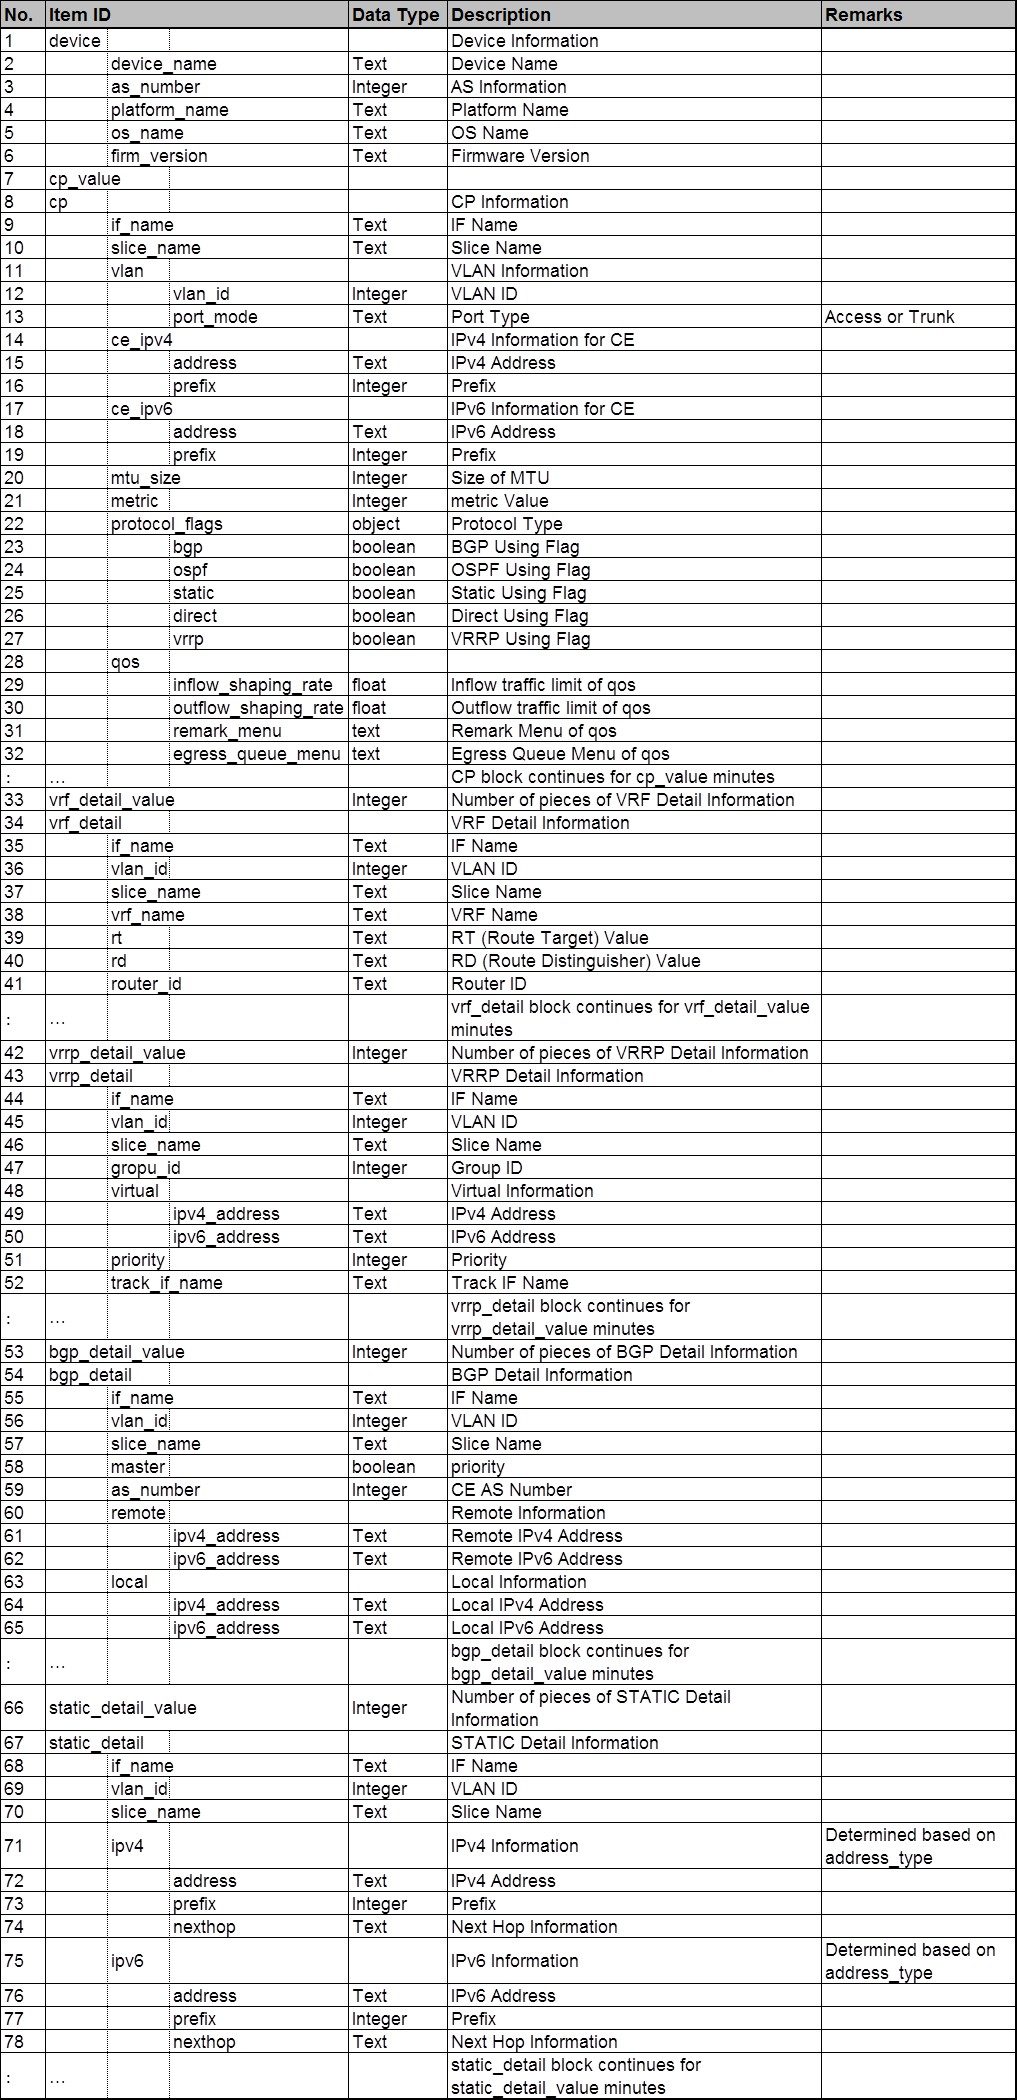 No. Item ID Data Type Description Remarks
1 device Device Information
2 device_name Text Device Name
3 as_number Integer AS Information
4 platform_name Text Platform Name
5 os_name Text OS Name
6 firm_version Text Firmware Version
7 cp_value
8 cp CP Information
9 if_name Text IF Name
10 slice_name Text Slice Name
11 vlan VLAN Information
12 vlan_id Integer VLAN ID
13 port_mode Text Port Type Access or Trunk
14 ce_ipv4 IPv4 Information for CE
15 address Text IPv4 Address
16 prefix Integer Prefix
17 ce_ipv6 IPv6 Information for CE
18 address Text IPv6 Address
19 prefix Integer Prefix
20 mtu_size Integer Size of MTU
21 metric Integer metric Value
22 protocol_flags object Protocol Type
23 bgp boolean BGP Using Flag
24 ospf boolean OSPF Using Flag
25 static boolean Static Using Flag
26 direct boolean Direct Using Flag
27 vrrp boolean VRRP Using Flag
28 qos
29 inflow_shaping_rate float Inflow traffic limit of qos
30 outflow_shaping_rate float Outflow traffic limit of qos
31 remark_menu text Remark Menu of qos
32 egress_queue_menu text Egress Queue Menu of qos
: … CP block continues for cp_value minutes
33 vrf_detail_value Integer Number of pieces of VRF Detail Information
34 vrf_detail VRF Detail Information
35 if_name Text IF Name
36 vlan_id Integer VLAN ID
37 slice_name Text Slice Name
38 vrf_name Text VRF Name
39 rt Text RT (Route Target) Value
40 rd Text RD (Route Distinguisher) Value
41 router_id Text Router ID
: … vrf_detail block continues for vrf_detail_value
minutes
42 vrrp_detail_value Integer Number of pieces of VRRP Detail Information
43 vrrp_detail VRRP Detail Information
44 if_name Text IF Name
45 vlan_id Integer VLAN ID
46 slice_name Text Slice Name
47 gropu_id Integer Group ID
48 virtual Virtual Information
49 ipv4_address Text IPv4 Address
50 ipv6_address Text IPv6 Address
51 priority Integer Priority
52 track_if_name Text Track IF Name
: … vrrp_detail block continues for
vrrp_detail_value minutes
53 bgp_detail_value Integer Number of pieces of BGP Detail Information
54 bgp_detail BGP Detail Information
55 if_name Text IF Name
56 vlan_id Integer VLAN ID
57 slice_name Text Slice Name
58 master boolean priority
59 as_number Integer CE AS Number
60 remote Remote Information
61 ipv4_address Text Remote IPv4 Address
62 ipv6_address Text Remote IPv6 Address
63 local Local Information
64 ipv4_address Text Local IPv4 Address
65 ipv6_address Text Local IPv6 Address
: … bgp_detail block continues for
bgp_detail_value minutes
66 static_detail_value Integer Number of pieces of STATIC Detail
Information
67 static_detail STATIC Detail Information
68 if_name Text IF Name
69 vlan_id Integer VLAN ID
70 slice_name Text Slice Name
71 ipv4 IPv4 Information Determined based on
address_type
72 address Text IPv4 Address
73 prefix Integer Prefix
74 nexthop Text Next Hop Information
75 ipv6 IPv6 Information Determined based on
address_type
76 address Text IPv6 Address
77 prefix Integer Prefix
78 nexthop Text Next Hop Information
: … static_detail block continues for
static_detail_value minutes